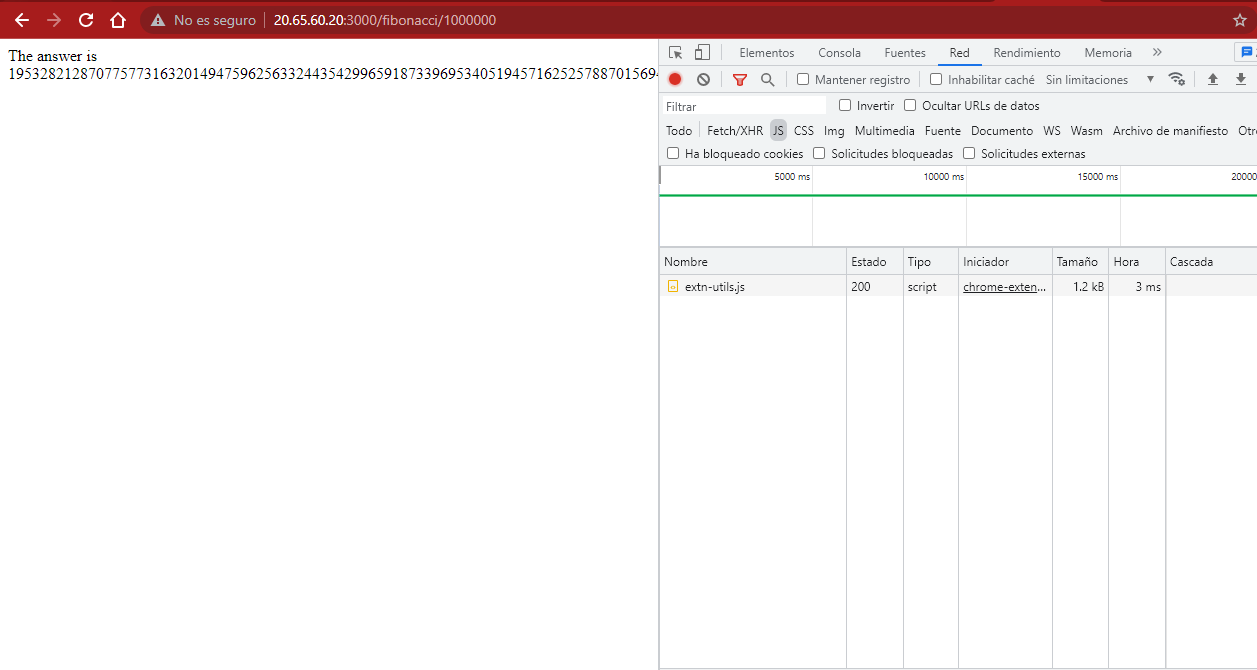 No es seguro 20.65.60.20:3000/fibonacci/1000000
The answer is
Elementos Consola Fuentes Red Rendimiento Memoria »
Mantener registro Inhabilitar caché Sin limitaciones ▼
Filtrar Invertir Ocultar URLs de datos
Todo Fetch/XHR JS CSS Img Multimedia Fuente Documento WS Wasm Archivo de manifiesto Otro
Ha bloqueado cookies Solicitudes bloqueadas Solicitudes externas
5000 ms 10000 ms 15000 ms 20000
Nombre Estado Tipo Iniciador Tamaño Hora Cascada
extn-utils.js 200 script chrome-exten... 1.2 kB 3 ms